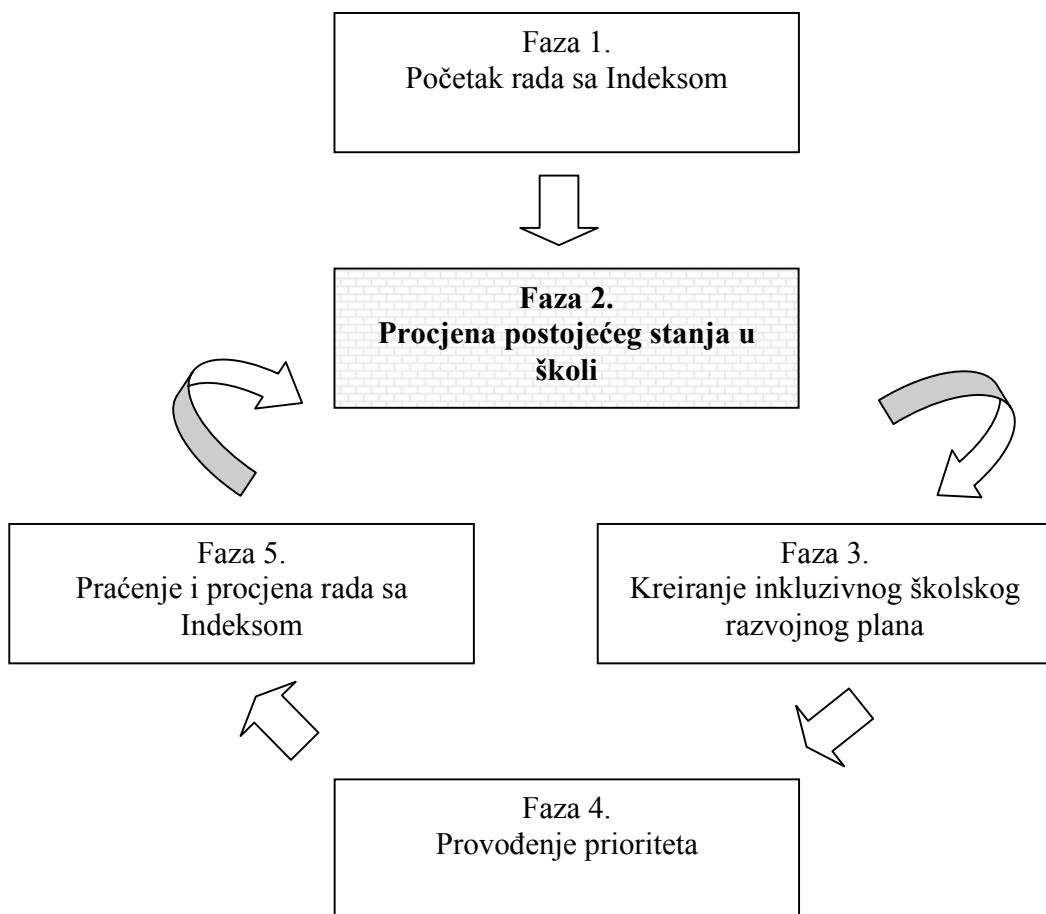 Faza 1.
Početak rada sa Indeksom
Faza 2.
Procjena postojećeg stanja u
školi
Faza 5.
Praćenje i procjena rada sa
Indeksom
Faza 3.
Kreiranje inkluzivnog školskog
razvojnog plana
Faza 4.
Provođenje prioriteta